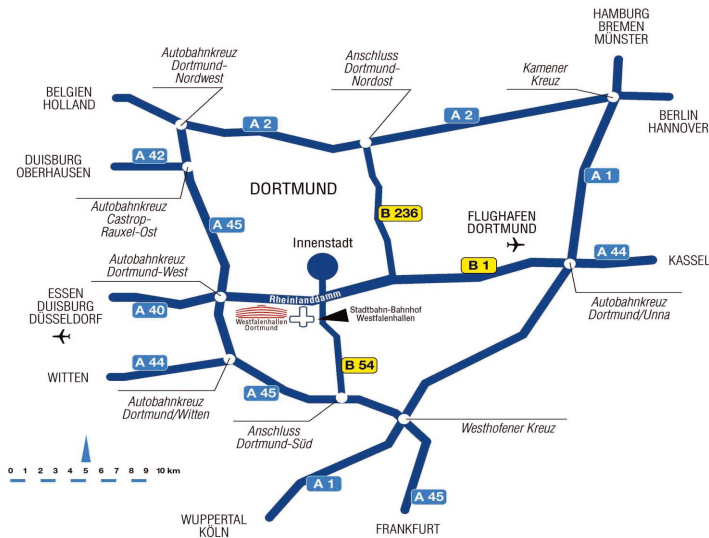 HAMBURG
BREMEN
MÜNSTER
Autobahnkreuz
Dortmund-
Nordwest
Anschluss
Dortmund-
Nordost
Kamener
Kreuz
BELGIEN
HOLLAND
BERLIN
HANNOVER
A 2
A 2
A 42
DUISBURG
OBERHAUSEN
A 1
DORTMUND
Autobahnkreuz
Castrop-
Rauxel-Ost
A 45
B 236
FLUGHAFEN
DORTMUND
Innenstadt
A 44
KASSEL
B 1
Autobahnkreuz
Dortmund-West
Rheinlanddamm
ESSEN
DUISBURG
DÜSSELDORF
A 40
Westfalenhallen
Dortmund
Stadtbahn-Bahnhof
Westfalenhallen
Autobahnkreuz
Dortmund/Unna
A 44
WITTEN
B 54
A 45
Autobahnkreuz
Dortmund/Witten
Anschluss
Dortmund-Süd
Westhofener Kreuz
0 1 2 3 4 5 6 7 8 9 10 km
A 1
A 45
WUPPERTAL
KÖLN
FRANKFURT